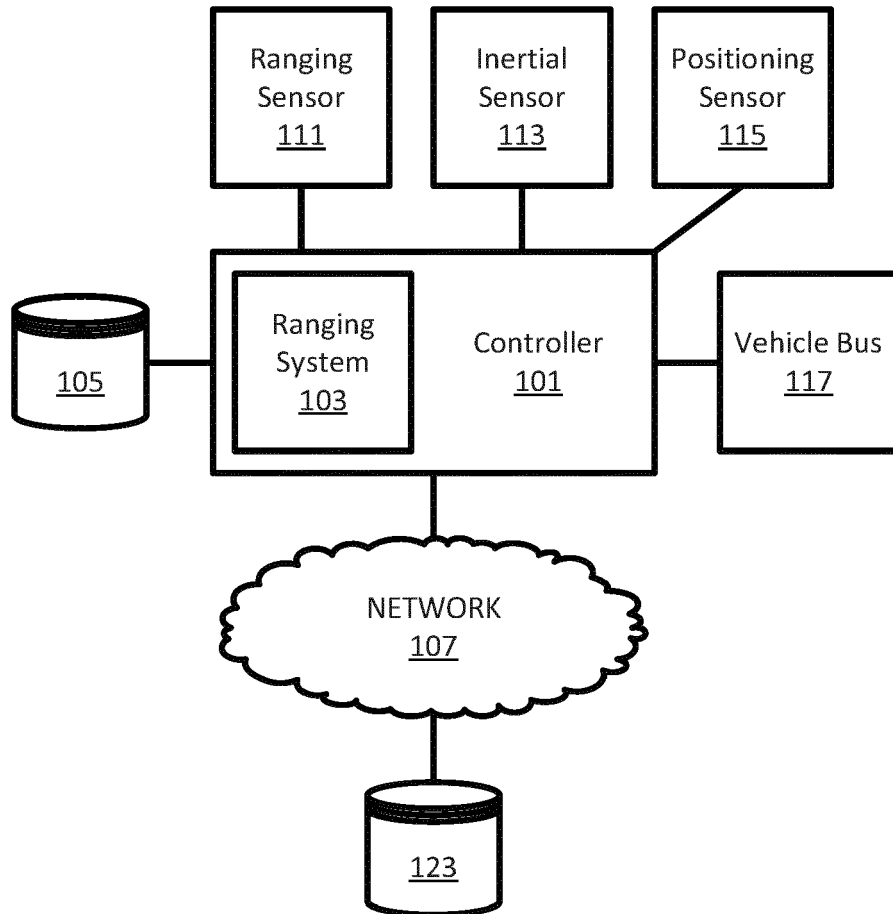 Ranging
Sensor
111
Inertial
Sensor
113
Positioning
Sensor
115
105
Ranging
System
103
Controller
101
Vehicle Bus
117
NETWORK
107
123